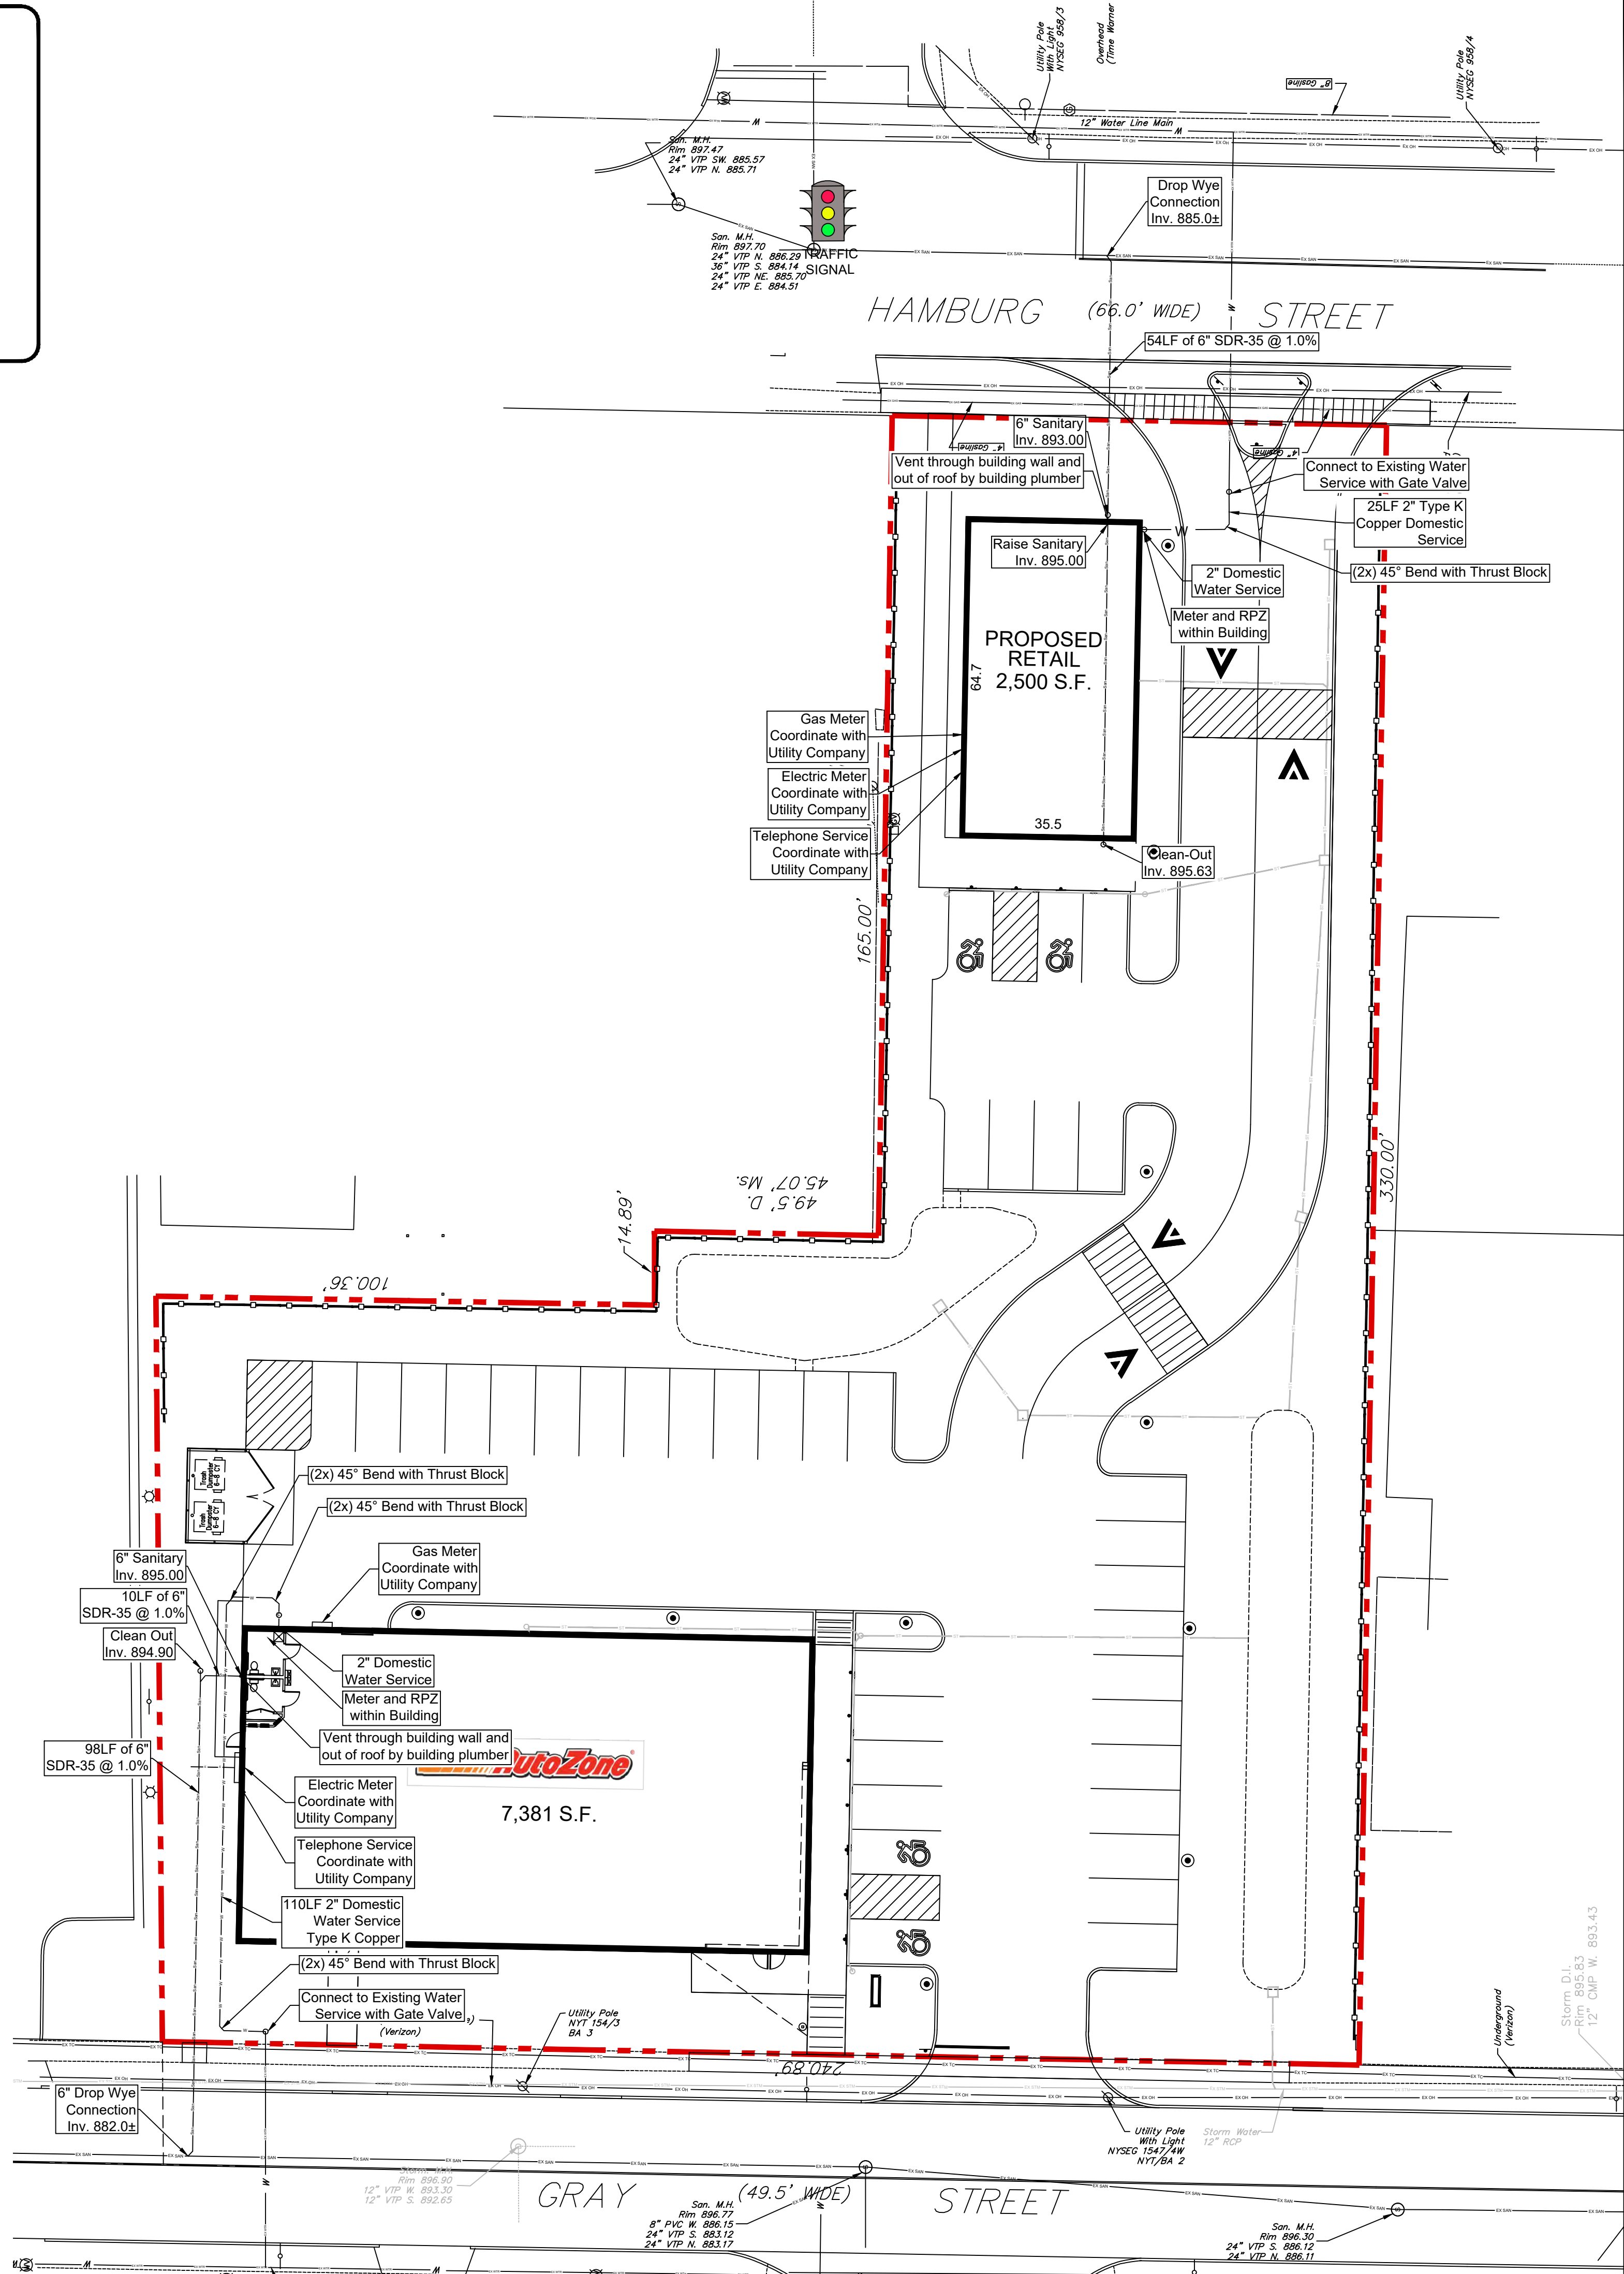 Utility Pole
With Light
NYSEG 958/3
Overhead
(Time Warner
Utility Pole
NYSEG 958/4
8" Gasline
12" Water Line Main
San. M.H.
Rim 897.47
24" VTP SW. 885.57
24" VTP N. 885.71
San. M.H.
Rim 897.70
24" VTP N. 886.29
36" VTP S. 884.14
24" VTP NE. 885.70
24" VTP E. 884.51
TRAFFIC
SIGNAL
Drop Wye
Connection
Inv. 885.0±
HAMBURG (66.0' WIDE) STREET
54LF of 6" SDR-35 @ 1.0%
6" Sanitary
Inv. 893.00
4" Gasline
4" Gasline
Vent through building wall and
out of roof by building plumber
Connect to Existing Water
Service with Gate Valve
25LF 2" Type K
Copper Domestic
Service
Raise Sanitary
Inv. 895.00
W
2" Domestic
Water Service
(2x) 45° Bend with Thrust Block
Meter and RPZ
within Building
PROPOSED
RETAIL
2,500 S.F.
64.7
35.5
Gas Meter
Coordinate with
Utility Company
Electric Meter
Coordinate with
Utility Company
Telephone Service
Coordinate with
Utility Company
Clean-Out
Inv. 895.63
165.00'
330.00'
49.5' D.
45.07' Ms.
14.89'
100.36'
Trash
Dumpster
6-8 CY
Trash
Dumpster
6-8 CY
(2x) 45° Bend with Thrust Block
(2x) 45° Bend with Thrust Block
Gas Meter
Coordinate with
Utility Company
6" Sanitary
Inv. 895.00
10LF of 6"
SDR-35 @ 1.0%
Clean Out
Inv. 894.90
2" Domestic
Water Service
Meter and RPZ
within Building
Vent through building wall and
out of roof by building plumber
98LF of 6"
SDR-35 @ 1.0%
AutoZone
7,381 S.F.
Electric Meter
Coordinate with
Utility Company
Telephone Service
Coordinate with
Utility Company
110LF 2" Domestic
Water Service
Type K Copper
(2x) 45° Bend with Thrust Block
Connect to Existing Water
Service with Gate Valve
(Verizon)
Utility Pole
NYT 154/3
BA 3
240.89'
Underground
(Verizon)
Storm D.I.
Rim 895.83
12" CMP W. 893.43
6" Drop Wye
Connection
Inv. 882.0±
Utility Pole
With Light
NYSEG 1547/4W
NYT/BA 2
Storm Water
12" RCP
Storm. M.H.
Rim 896.90
12" VTP W. 893.30
12" VTP S. 892.65
GRAY (49.5' WIDE) STREET
San. M.H.
Rim 896.77
8" PVC W. 886.15
24" VTP S. 883.12
24" VTP N. 883.17
San. M.H.
Rim 896.30
24" VTP S. 886.12
24" VTP N. 886.11